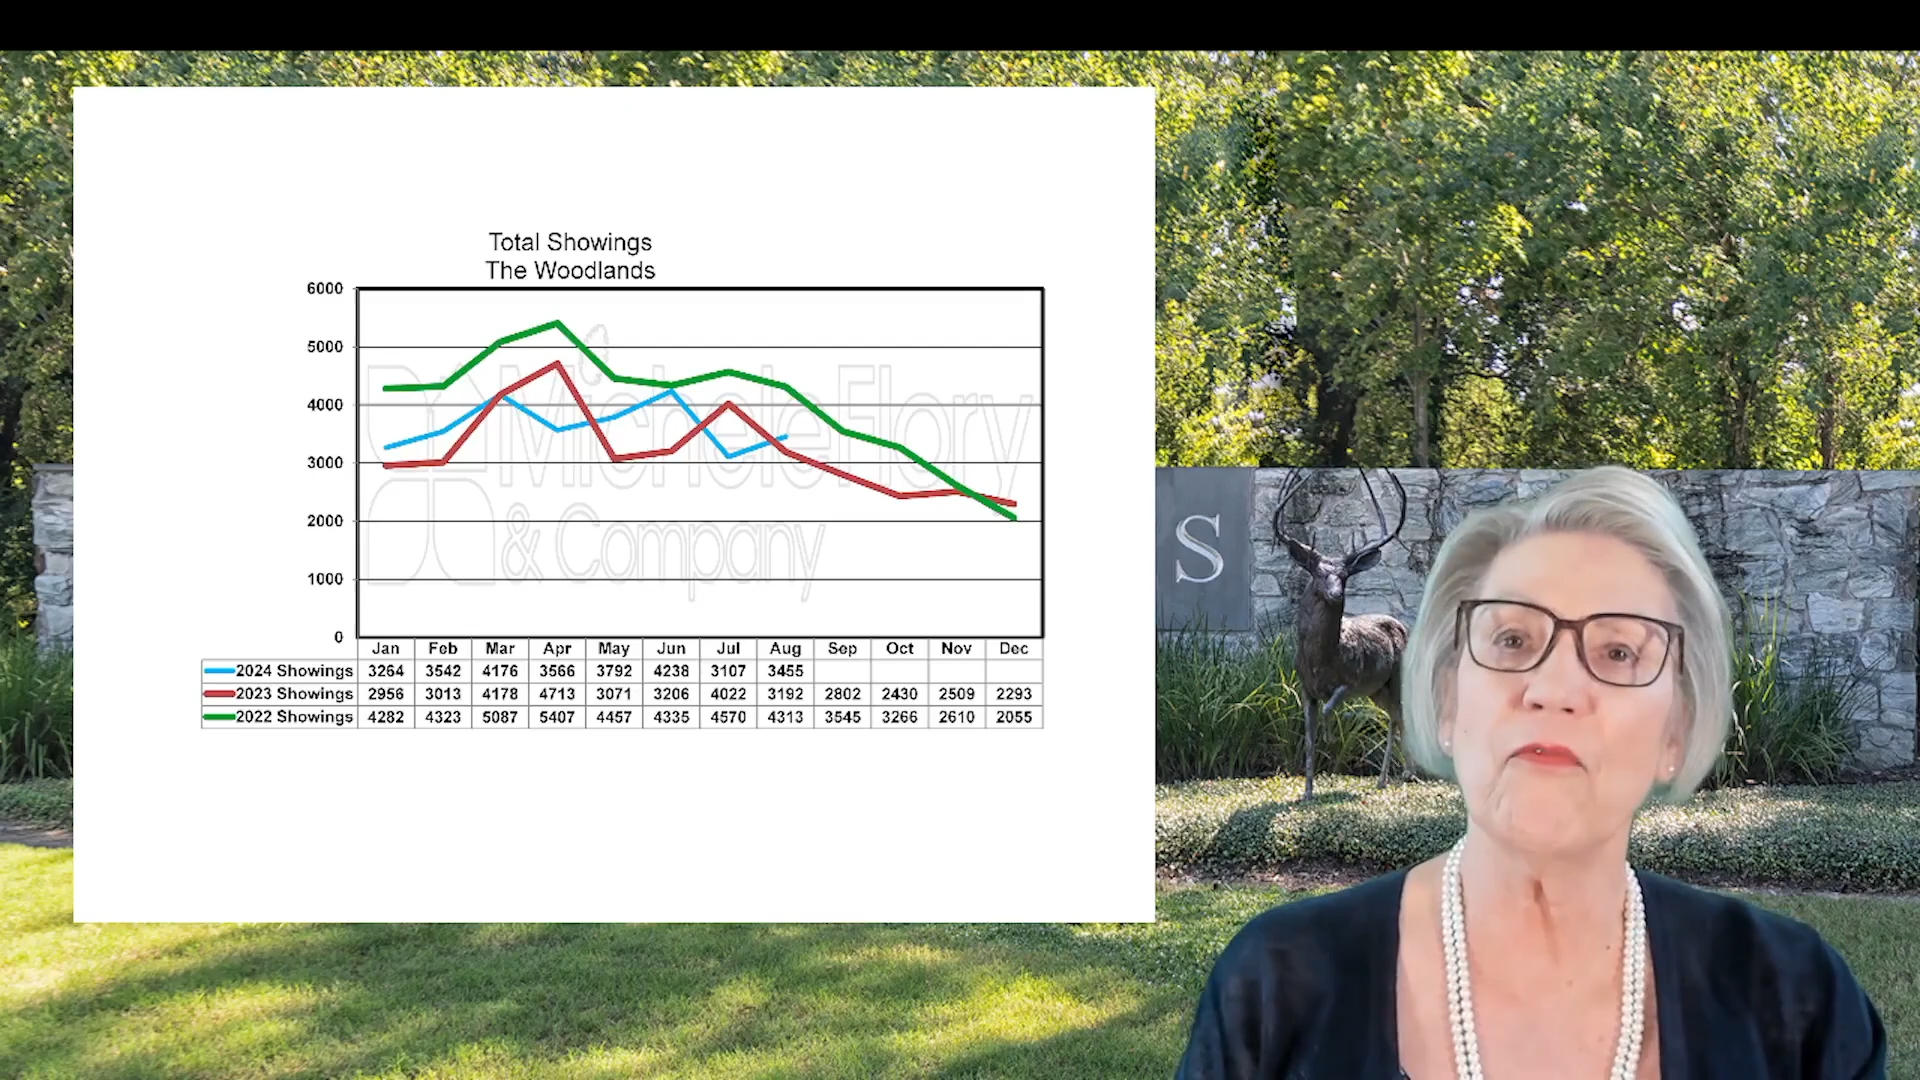 Total Showings
The Woodlands
6000
5000
4000
3000
2000
1000
0
Michele Flory
& Company
Jan Feb Mar Apr May Jun Jul Aug Sep Oct Nov Dec
2024 Showings 3264 3542 4176 3566 3792 4238 3107 3455
2023 Showings 2956 3013 4178 4713 3071 3206 4022 3192 2802 2430 2509 2293
2022 Showings 4282 4323 5087 5407 4457 4335 4570 4313 3545 3266 2610 2055
S